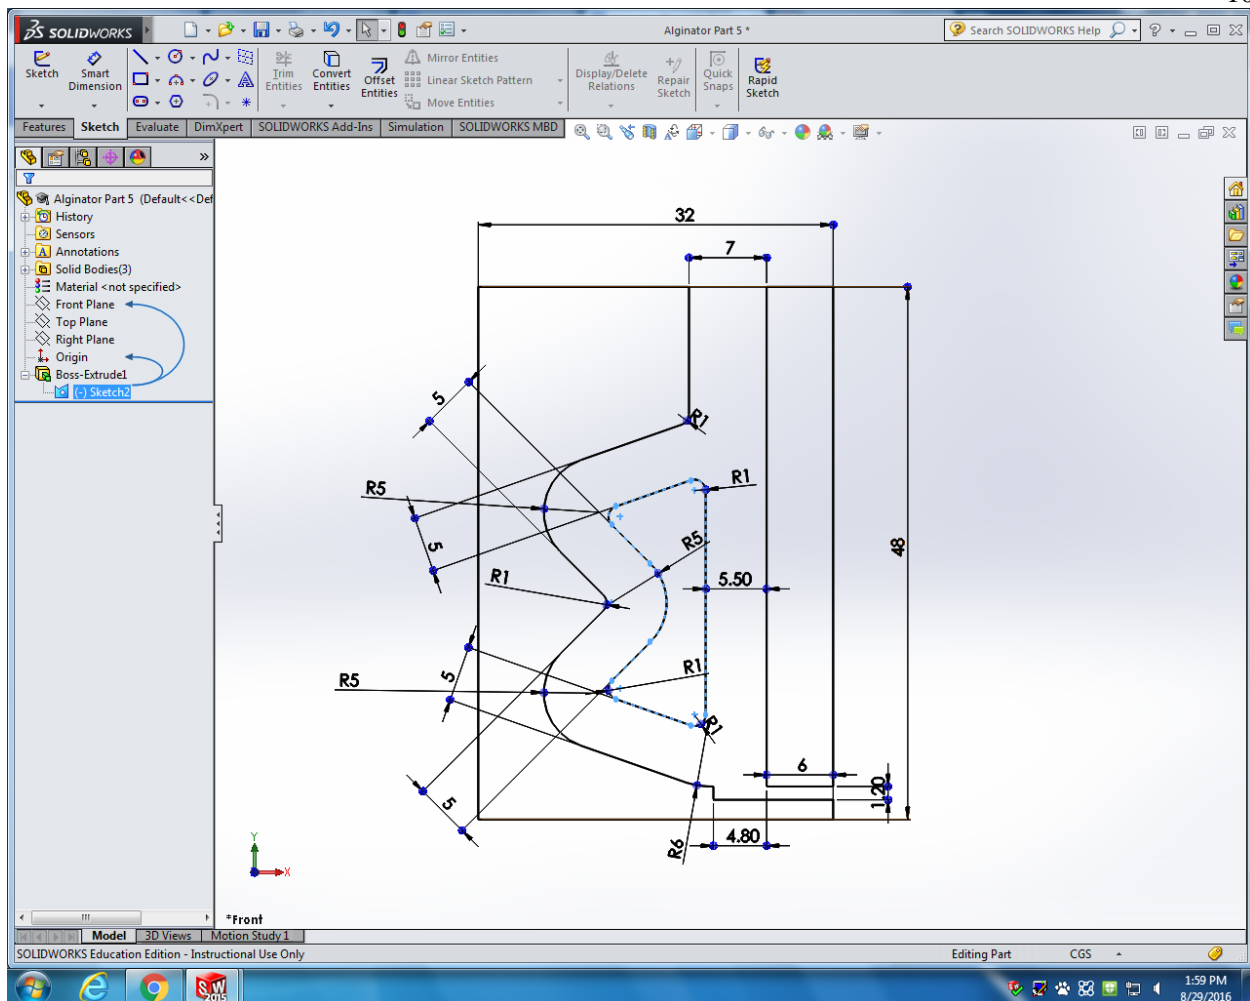 SOLIDWORKS
Alginator Part 5 *
Search SOLIDWORKS Help
Sketch
Smart Dimension
Trim Entities
Convert Entities
Offset Entities
Mirror Entities
Linear Sketch Pattern
Move Entities
Display/Delete Relations
Repair Sketch
Quick Snaps
Rapid Sketch
Features Sketch Evaluate DimXpert SOLIDWORKS Add-Ins Simulation SOLIDWORKS MBD
Alginator Part 5 (Default<<Def
History
Sensors
Annotations
Solid Bodies(3)
Material <not specified>
Front Plane
Top Plane
Right Plane
Origin
Boss-Extrude1
(-) Sketch2
32
7
5
R1
R5
R1
5
R5
48
R1
5.50
5
R1
R5
R1
6
1.20
5
4.80
R6
Y
X
*Front
Model 3D Views Motion Study 1
SOLIDWORKS Education Edition - Instructional Use Only
Editing Part
CGS
1:59 PM
8/29/2016